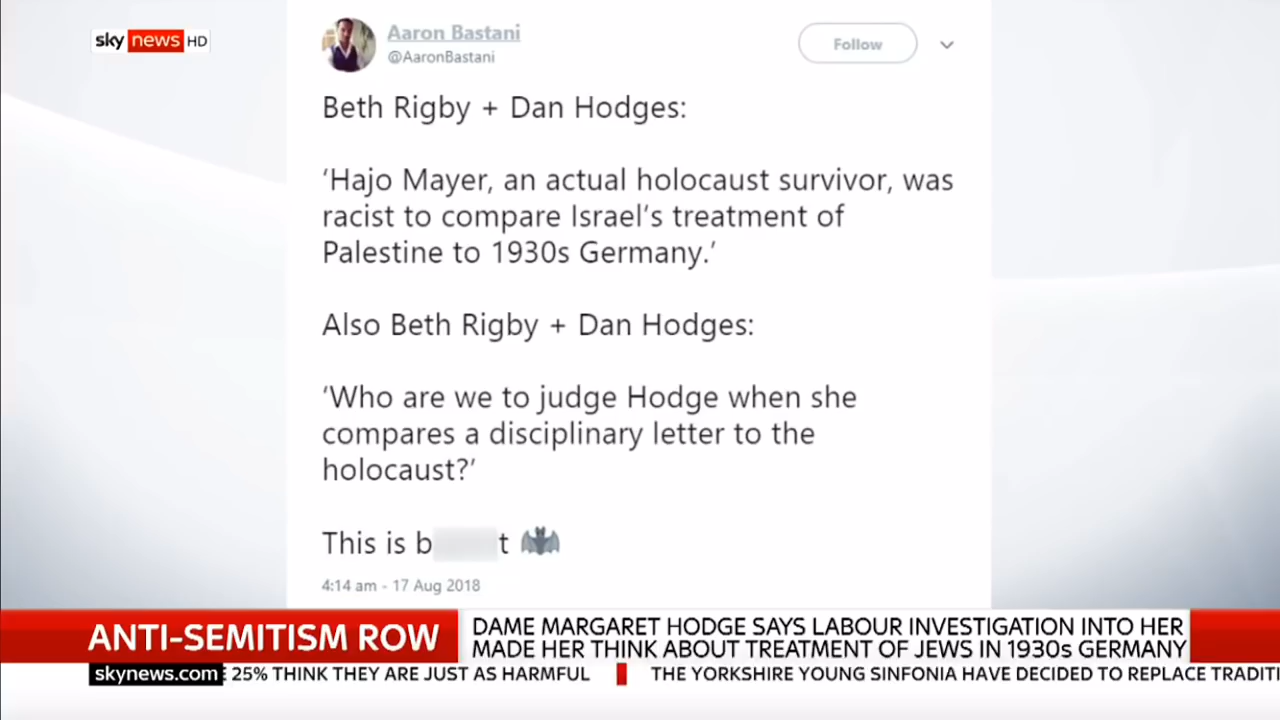 sky news HD
Aaron Bastani
@AaronBastani
Follow
Beth Rigby + Dan Hodges:
‘Hajo Mayer, an actual holocaust survivor, was
racist to compare Israel’s treatment of
Palestine to 1930s Germany.’
Also Beth Rigby + Dan Hodges:
‘Who are we to judge Hodge when she
compares a disciplinary letter to the
holocaust?’
This is b t
4:14 am - 17 Aug 2018
ANTI-SEMITISM ROW
DAME MARGARET HODGE SAYS LABOUR INVESTIGATION INTO HER
MADE HER THINK ABOUT TREATMENT OF JEWS IN 1930s GERMANY
skynews.com : 25% THINK THEY ARE JUST AS HARMFUL THE YORKSHIRE YOUNG SINFONIA HAVE DECIDED TO REPLACE TRADITI